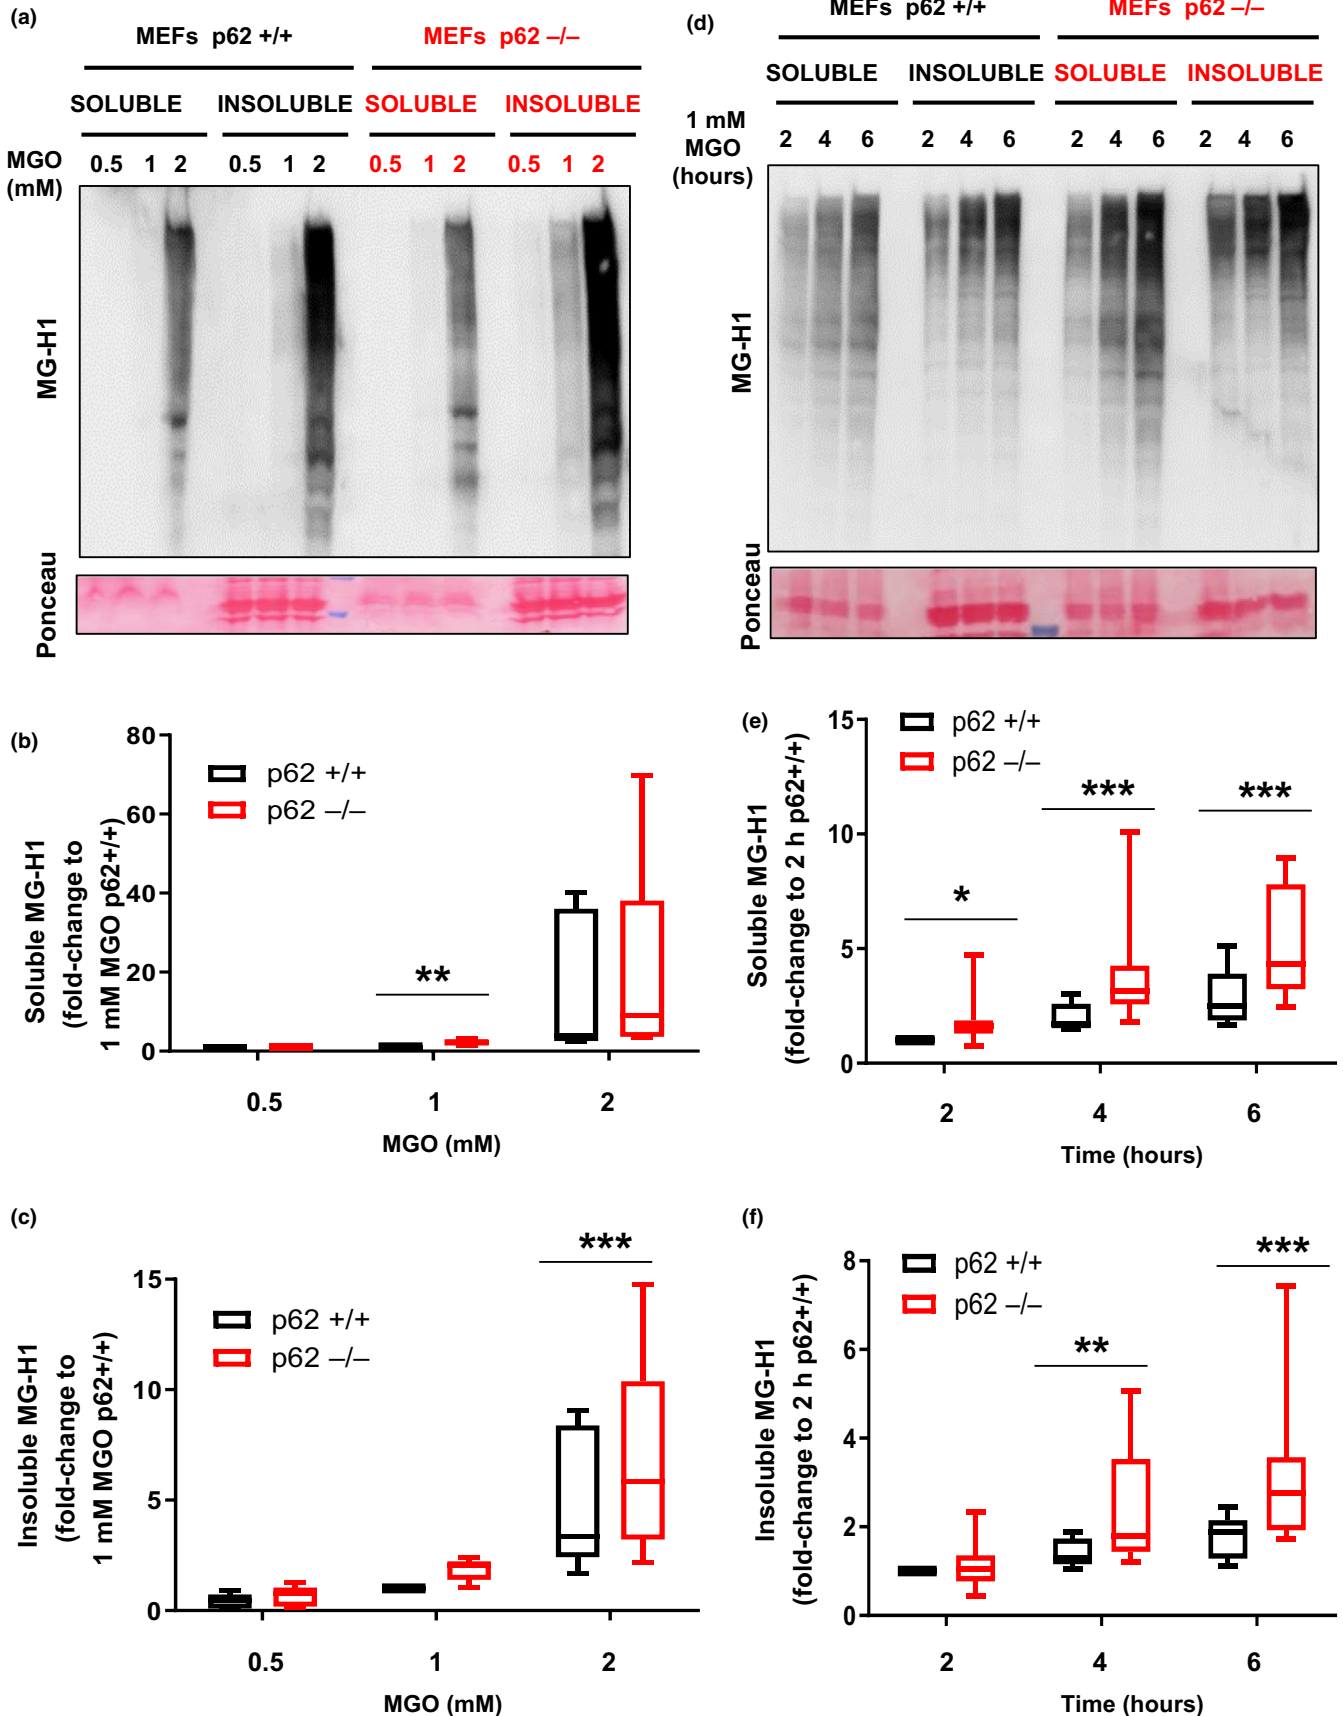 (a)
MEFs p62 +/+ MEFs p62 –/–
SOLUBLE INSOLUBLE SOLUBLE INSOLUBLE
MGO (mM) 0.5 1 2 0.5 1 2 0.5 1 2 0.5 1 2
MG-H1
Ponceau
(d)
MEFs p62 +/+ MEFs p62 –/–
SOLUBLE INSOLUBLE SOLUBLE INSOLUBLE
1 mM
MGO
(hours)
2 4 6 2 4 6 2 4 6 2 4 6
MG-H1
Ponceau
(b)
Soluble MG-H1
(fold-change to
1 mM MGO p62+/+)
80
60
40
20
0
p62 +/+
p62 –/–
**
0.5 1 2
MGO (mM)
(e)
Soluble MG-H1
(fold-change to 2 h p62+/+)
15
10
5
0
p62 +/+
p62 –/–
* *** ***
2 4 6
Time (hours)
(c)
Insoluble MG-H1
(fold-change to
1 mM MGO p62+/+)
15
10
5
0
p62 +/+
p62 –/–
***
0.5 1 2
MGO (mM)
(f)
Insoluble MG-H1
(fold-change to 2 h p62+/+)
8
6
4
2
0
p62 +/+
p62 –/–
** ***
2 4 6
Time (hours)